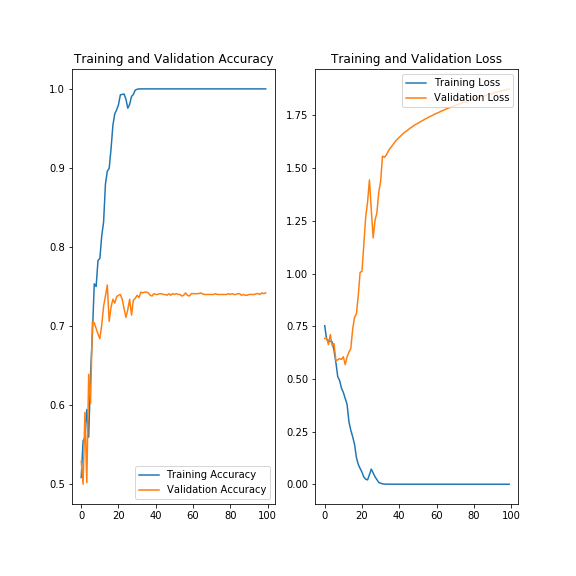 Training and Validation Accuracy
1.0
0.9
0.8
0.7
0.6
0.5
0 20 40 60 80 100
Training Accuracy
Validation Accuracy
Training and Validation Loss
1.75
1.50
1.25
1.00
0.75
0.50
0.25
0.00
0 20 40 60 80 100
Training Loss
Validation Loss